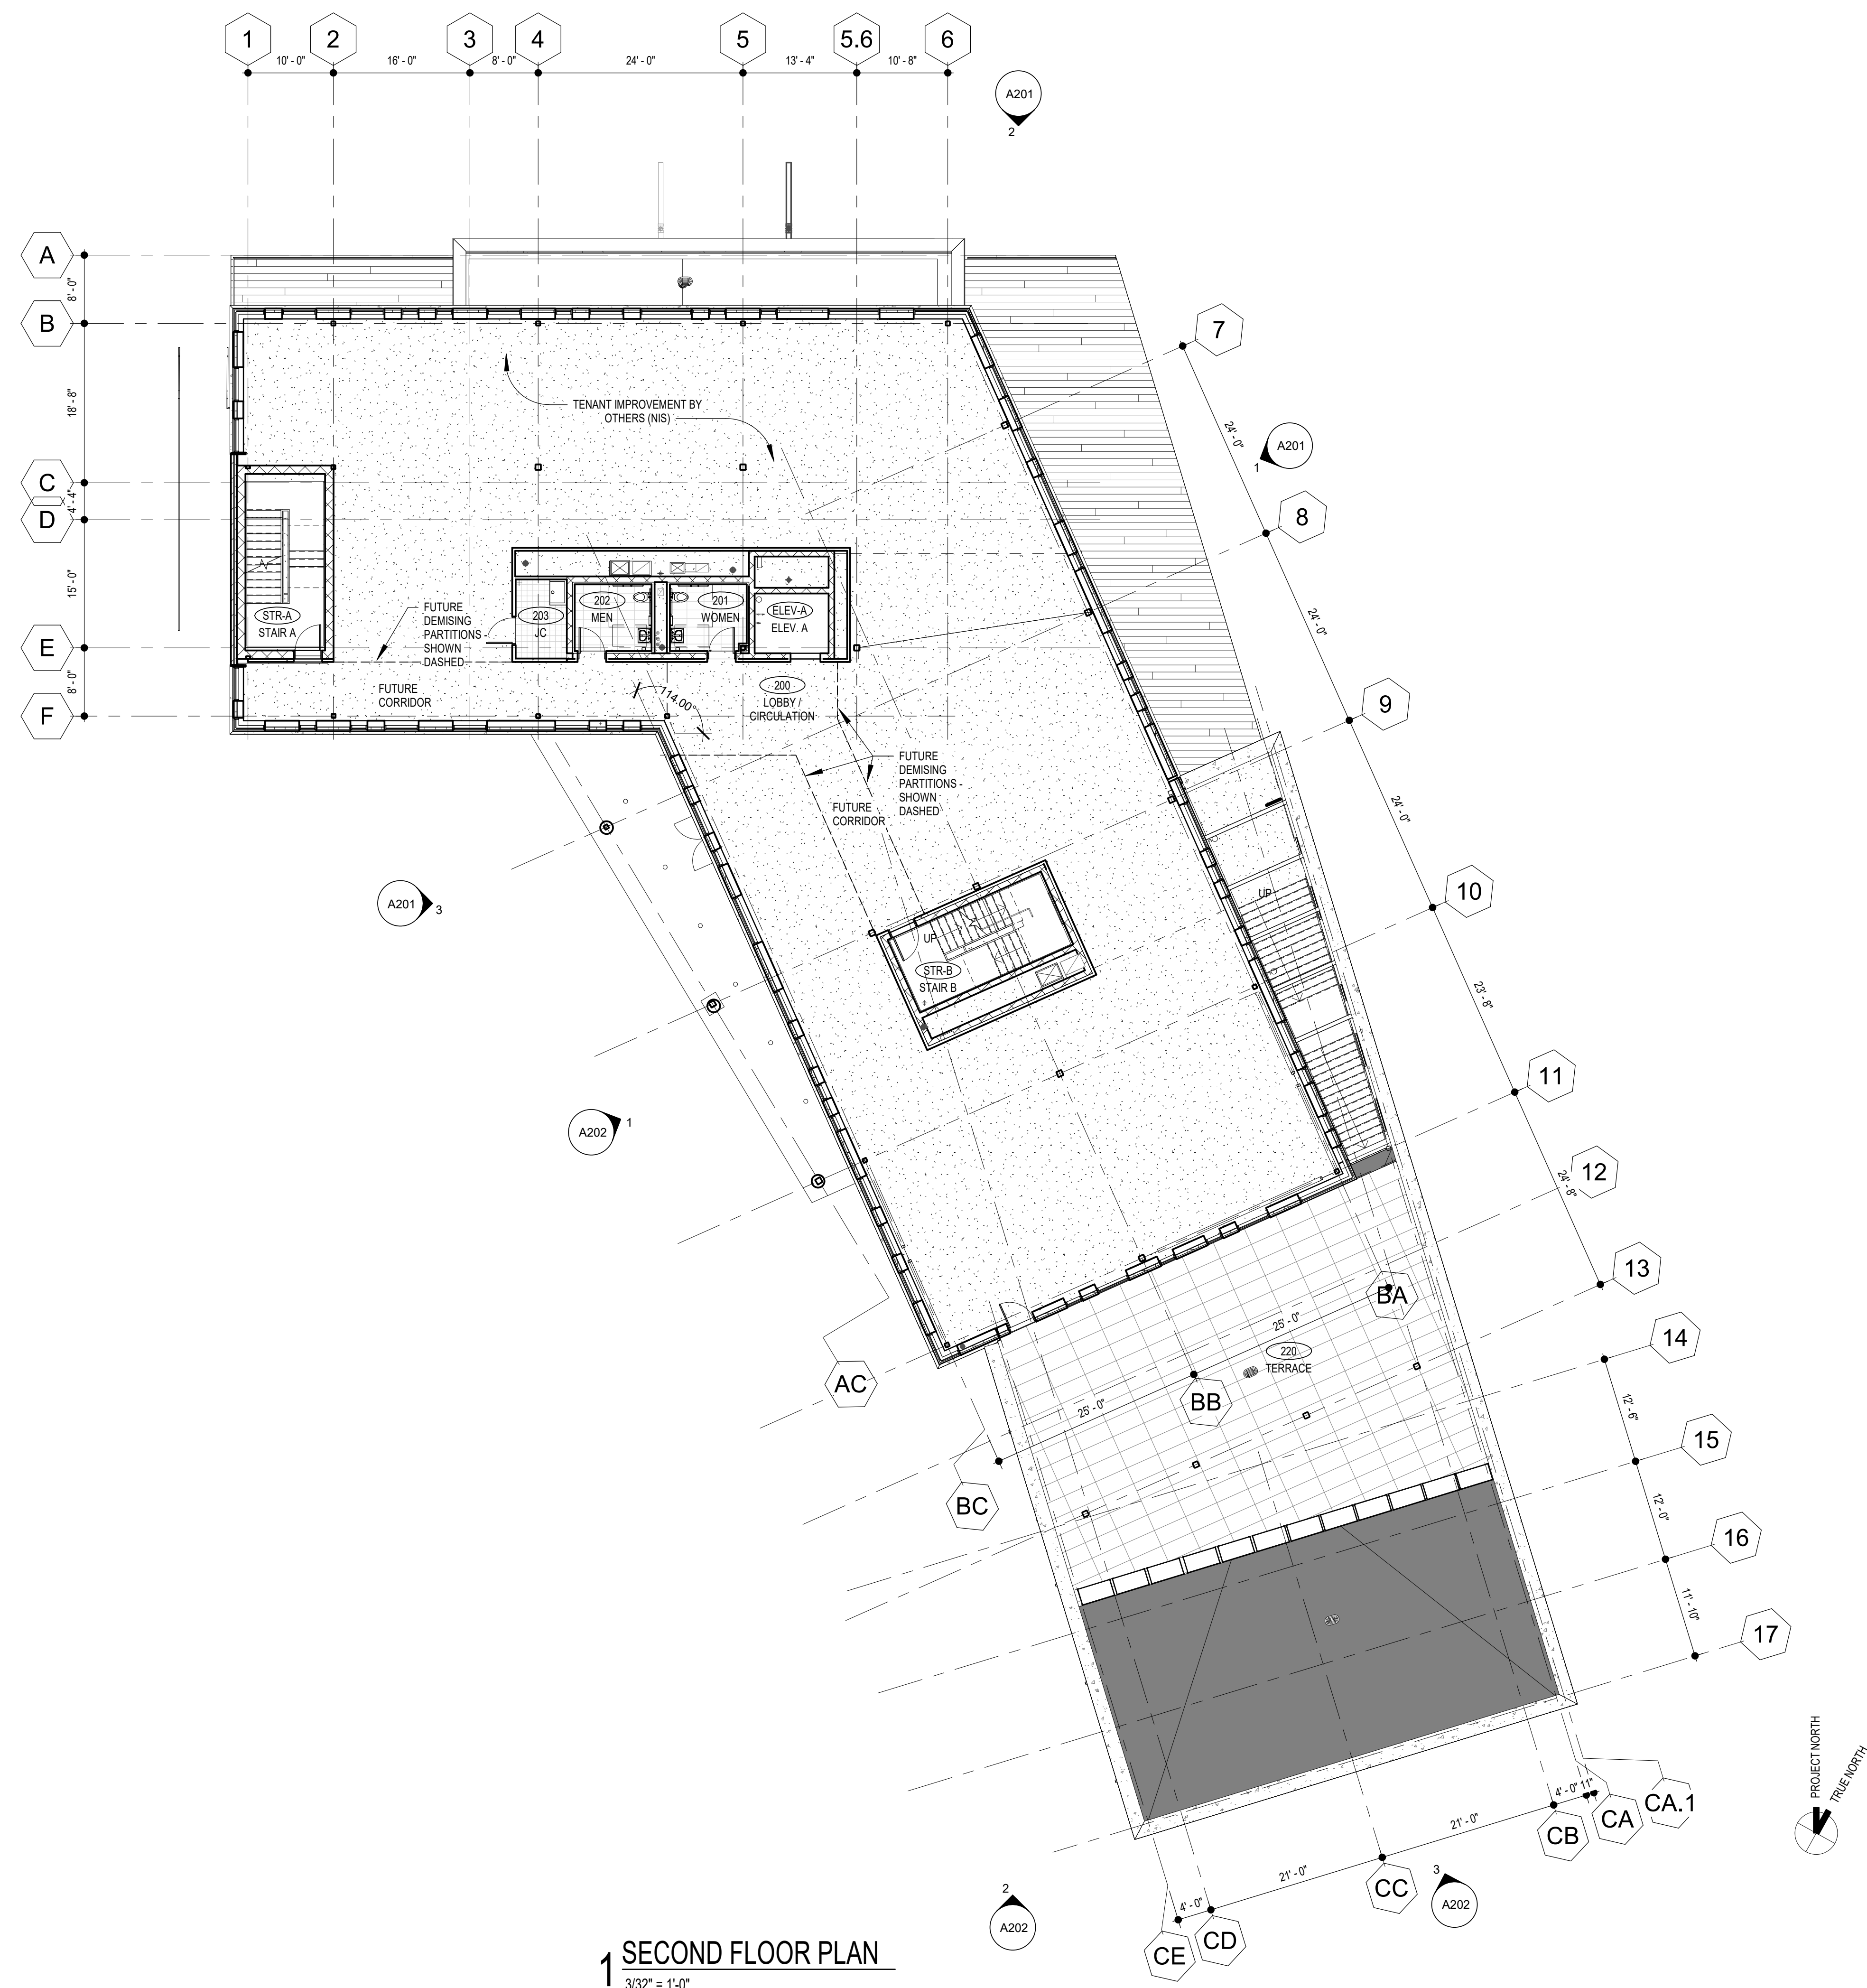 1
2
3
4
5
5.6
6
10' - 0"
16' - 0"
8' - 0"
24' - 0"
13' - 4"
10' - 8"
A201
2
A
B
C
D
E
F
8' - 0"
18' - 8"
4' - 4"
15' - 0"
8' - 0"
TENANT IMPROVEMENT BY
OTHERS (NIS)
7
24' - 0"
A201
1
8
24' - 0"
9
24' - 0"
10
23' - 8"
11
24' - 8"
12
13
14
12' - 6"
15
12' - 0"
16
11' - 10"
17
STR-A
STAIR A
FUTURE
DEMISING
PARTITIONS -
SHOWN
DASHED
FUTURE
CORRIDOR
203
JC
202
MEN
201
WOMEN
ELEV-A
ELEV. A
114.00°
200
LOBBY /
CIRCULATION
FUTURE
DEMISING
PARTITIONS -
SHOWN
DASHED
FUTURE
CORRIDOR
UP
A201
3
UP
STR-B
STAIR B
A202
1
BA
25' - 0"
220
TERRACE
AC
BB
25' - 0"
BC
PROJECT NORTH
TRUE NORTH
4' - 0"
11"
CA.1
CA
CB
21' - 0"
CC
21' - 0"
3
A202
4' - 0"
CD
CE
2
A202
1
SECOND FLOOR PLAN
3/32" = 1'-0"